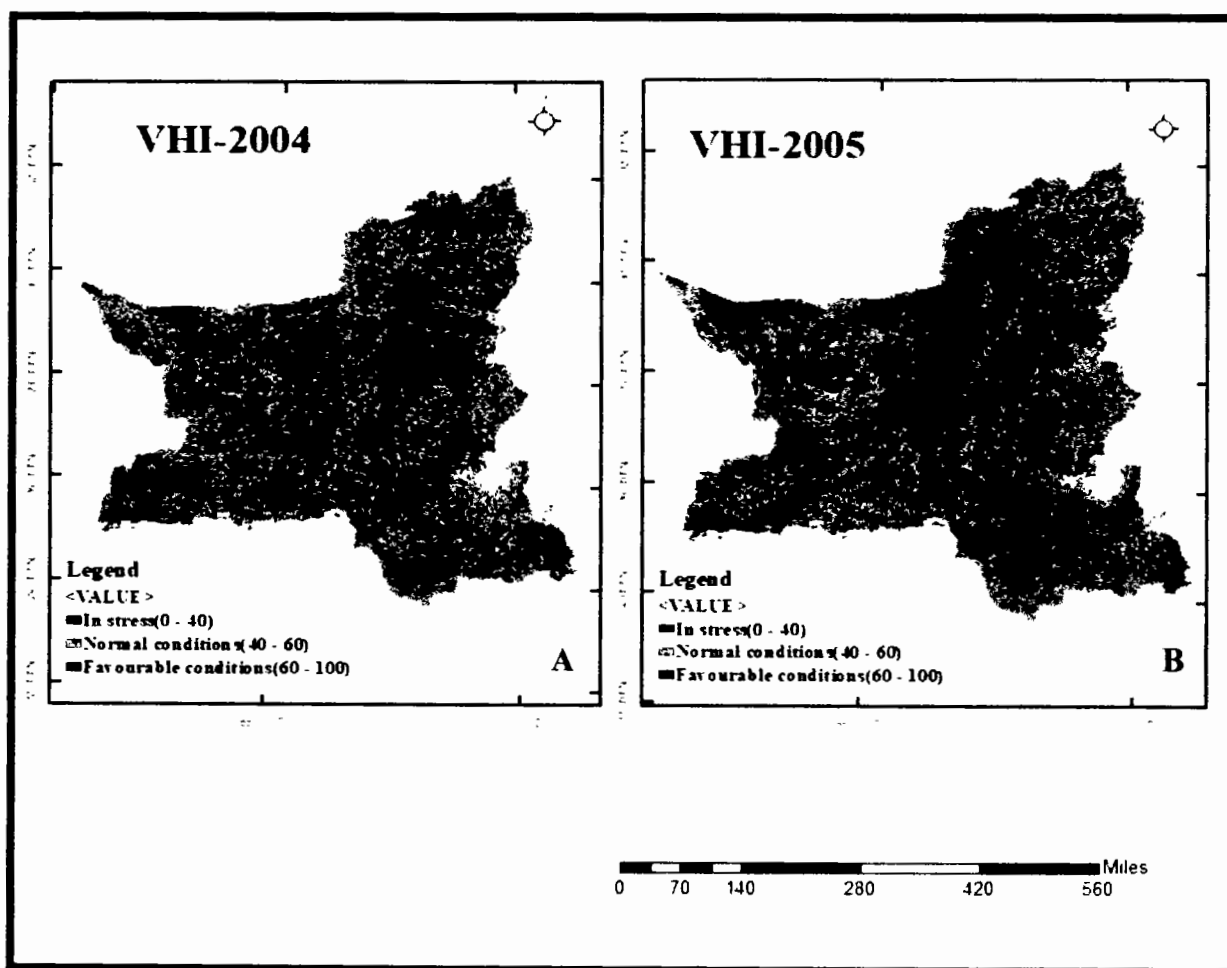 VHI-2004
Legend
<VALUE>
In stress(0 - 40)
Normal conditions(40 - 60)
Favourable conditions(60 - 100)
A
VHI-2005
Legend
<VALUE>
In stress(0 - 40)
Normal conditions(40 - 60)
Favourable conditions(60 - 100)
B
Miles
0 70 140 280 420 560